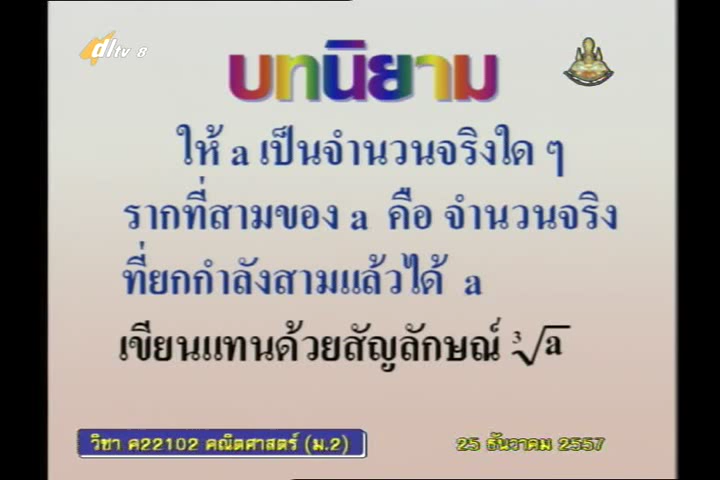 dltv-8
บทนิยาม
ให้ a เป็นจำนวนจริงใด ๆ
รากที่สามของ a คือ จำนวนจริง
ที่ยกกำลังสามแล้วได้ a
เขียนแทนด้วยสัญลักษณ์ ∛a
วิชา ค22102 คณิตศาสตร์ (ม.2) 25 ธันวาคม 2557